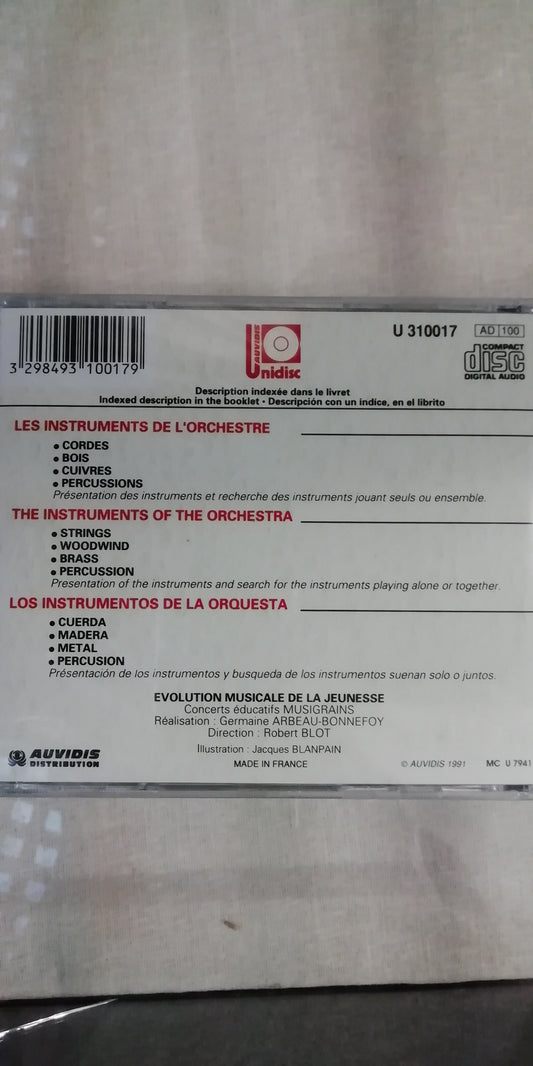 U 310017 AD 100
AUVIDIS
Unidisc
COMPACT
disc
DIGITAL AUDIO
3 298493 100179
Description indexée dans le livret
Indexed description in the booklet • Descripción con un indice, en el librito
LES INSTRUMENTS DE L'ORCHESTRE
• CORDES
• BOIS
• CUIVRES
• PERCUSSIONS
Présentation des instruments et recherche des instruments jouant seuls ou ensemble.
THE INSTRUMENTS OF THE ORCHESTRA
• STRINGS
• WOODWIND
• BRASS
• PERCUSSION
Presentation of the instruments and search for the instruments playing alone or together.
LOS INSTRUMENTOS DE LA ORQUESTA
• CUERDA
• MADERA
• METAL
• PERCUSION
Présentación de los instrumentos y busqueda de los instrumentos suenan solo o juntos.
EVOLUTION MUSICALE DE LA JEUNESSE
Concerts éducatifs MUSIGRAINS
Réalisation : Germaine ARBEAU-BONNEFOY
Direction : Robert BLOT
Illustration : Jacques BLANPAIN
AUVIDIS
DISTRIBUTION
MADE IN FRANCE
© AUVIDIS 1991 MC U 7941